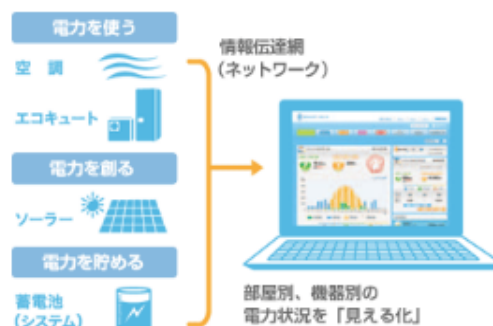 電力を使う
空 調
エコキュート
電力を創る
ソーラー
電力を貯める
蓄電池
(システム)
情報伝達網
(ネットワーク)
部屋別、機器別の
電力状況を「見える化」